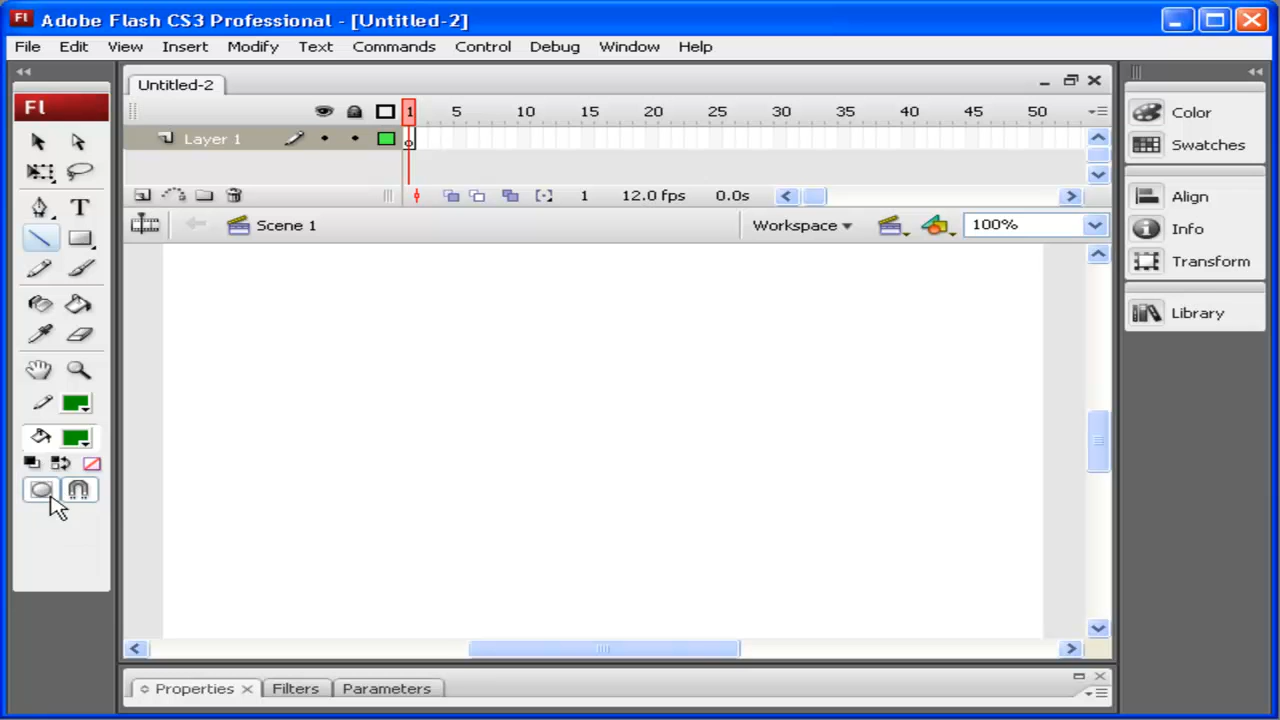 Fl Adobe Flash CS3 Professional - [Untitled-2]
File Edit View Insert Modify Text Commands Control Debug Window Help
Untitled-2
Fl
1 5 10 15 20 25 30 35 40 45 50
Layer 1
1 12.0 fps 0.0s
Scene 1
Workspace
100%
Color
Swatches
Align
Info
Transform
Library
T
Properties Filters Parameters